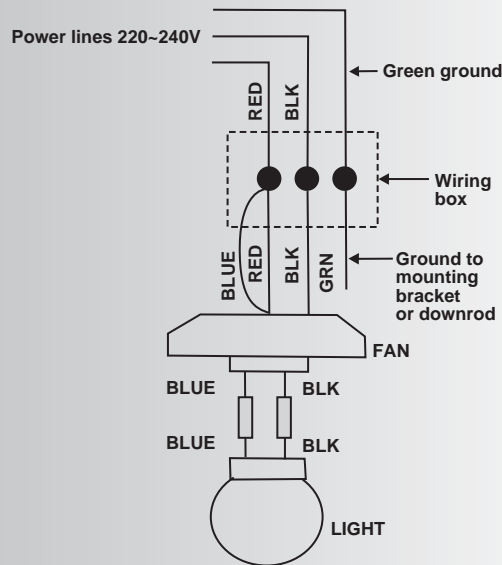 Power lines 220~240V
Green ground
RED
BLK
Wiring
box
BLUE
RED
BLK
GRN
Ground to
mounting
bracket
or downrod
FAN
BLUE
BLK
BLUE
BLK
LIGHT